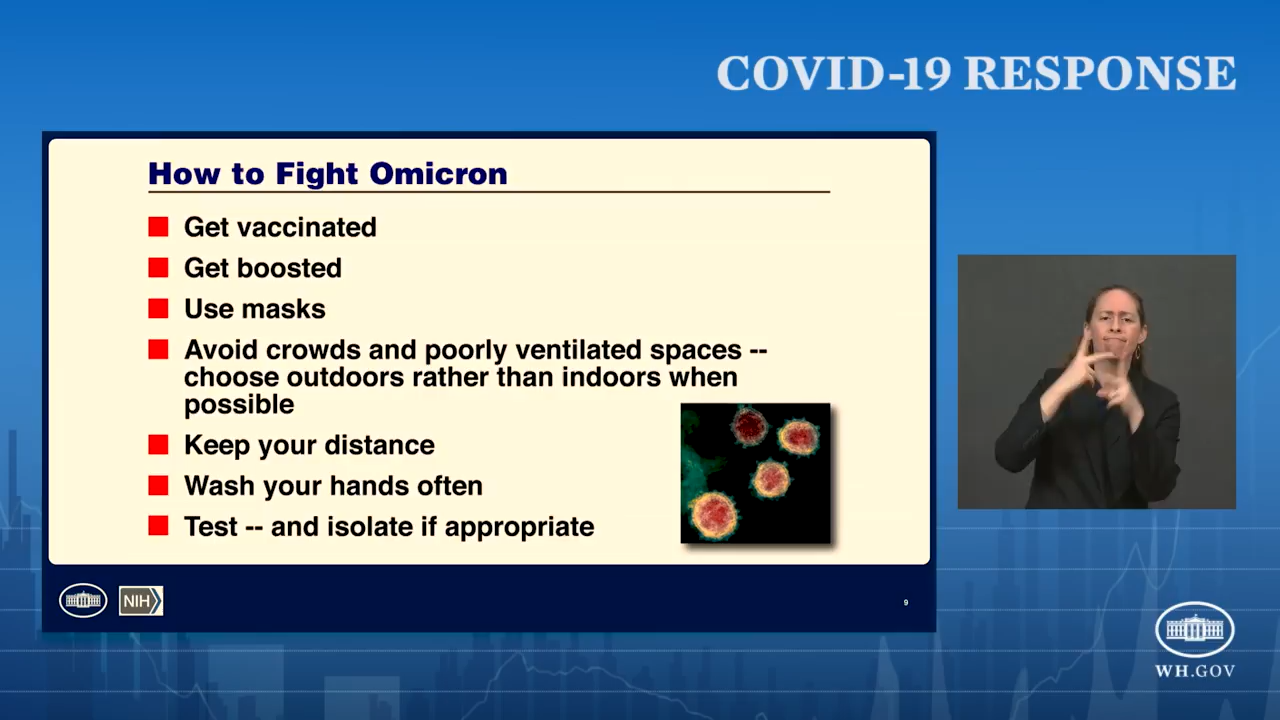 COVID-19 RESPONSE
How to Fight Omicron
Get vaccinated
Get boosted
Use masks
Avoid crowds and poorly ventilated spaces --
choose outdoors rather than indoors when
possible
Keep your distance
Wash your hands often
Test -- and isolate if appropriate
NIH
9
WH.GOV